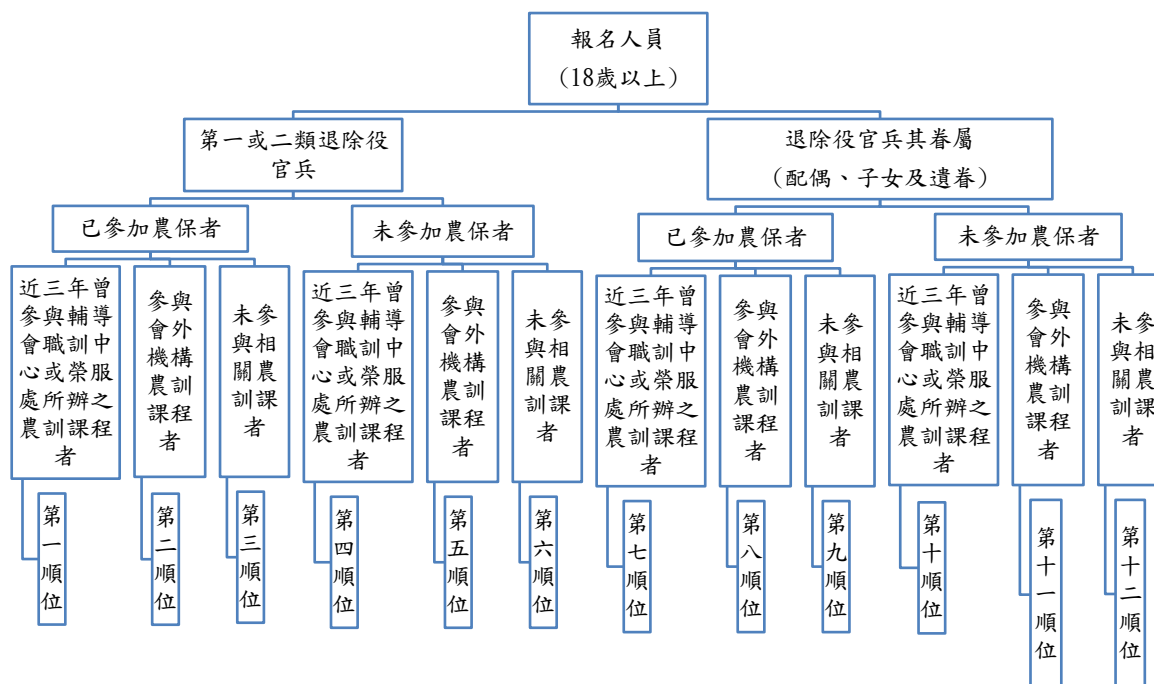 報名人員
（18歲以上）
第一或二類退除役
官兵
已參加農保者
近三年曾
參與輔導
會職訓中
心或榮服
處所辦之
農訓課程
者
第一順位
參與
會外
機構
農訓
課程
者
第二順位
未參
與相
關農
訓課
者
第三順位
未參加農保者
近三年曾
參與輔導
會職訓中
心或榮服
處所辦之
農訓課程
者
第四順位
參與
會外
機構
農訓
課程
者
第五順位
未參
與相
關農
訓課
者
第六順位
退除役官兵其眷屬
（配偶、子女及遺眷）
已參加農保者
近三年曾
參與輔導
會職訓中
心或榮服
處所辦之
農訓課程
者
第七順位
參與
會外
機構
農訓
課程
者
第八順位
未參
與相
關農
訓課
者
第九順位
未參加農保者
近三年曾
參與輔導
會職訓中
心或榮服
處所辦之
農訓課程
者
第十順位
參與
會外
機構
農訓
課程
者
第十一順位
未參
與相
關農
訓課
者
第十二順位